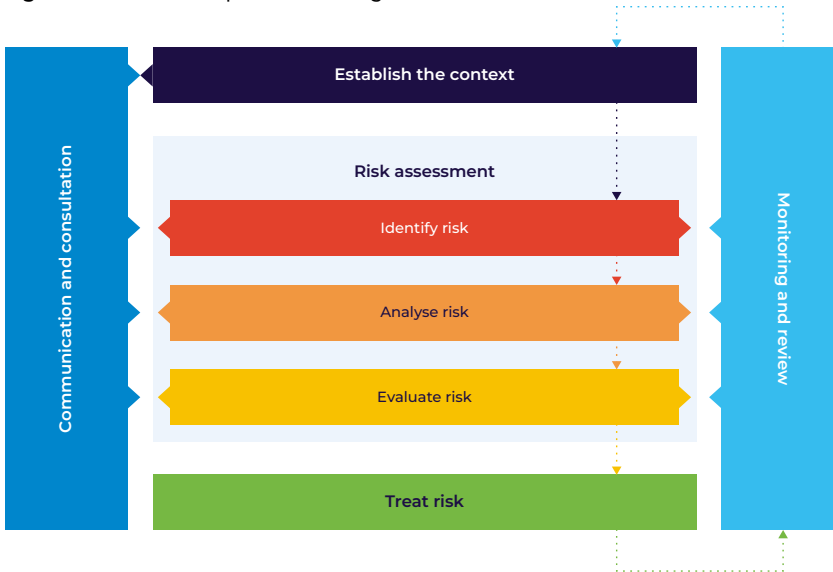 Establish the context
Communication and consultation
Risk assessment
Identify risk
Analyse risk
Evaluate risk
Treat risk
Monitoring and review